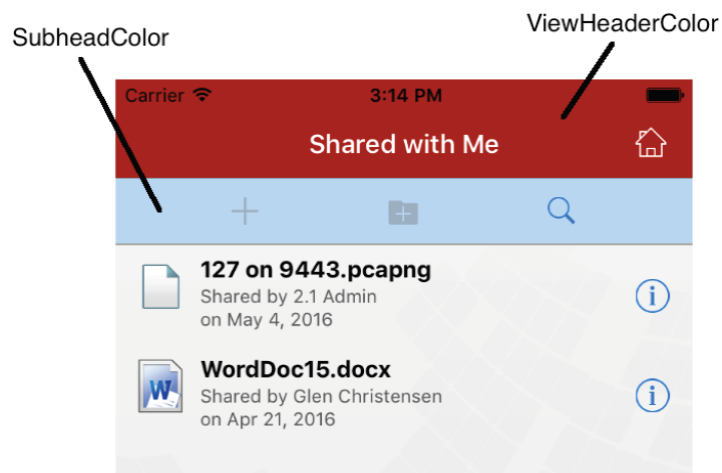 ViewHeaderColor
SubheadColor
Carrier 3:14 PM
Shared with Me
127 on 9443.pcapng
Shared by 2.1 Admin
on May 4, 2016
i
W
WordDoc15.docx
Shared by Glen Christensen
on Apr 21, 2016
i